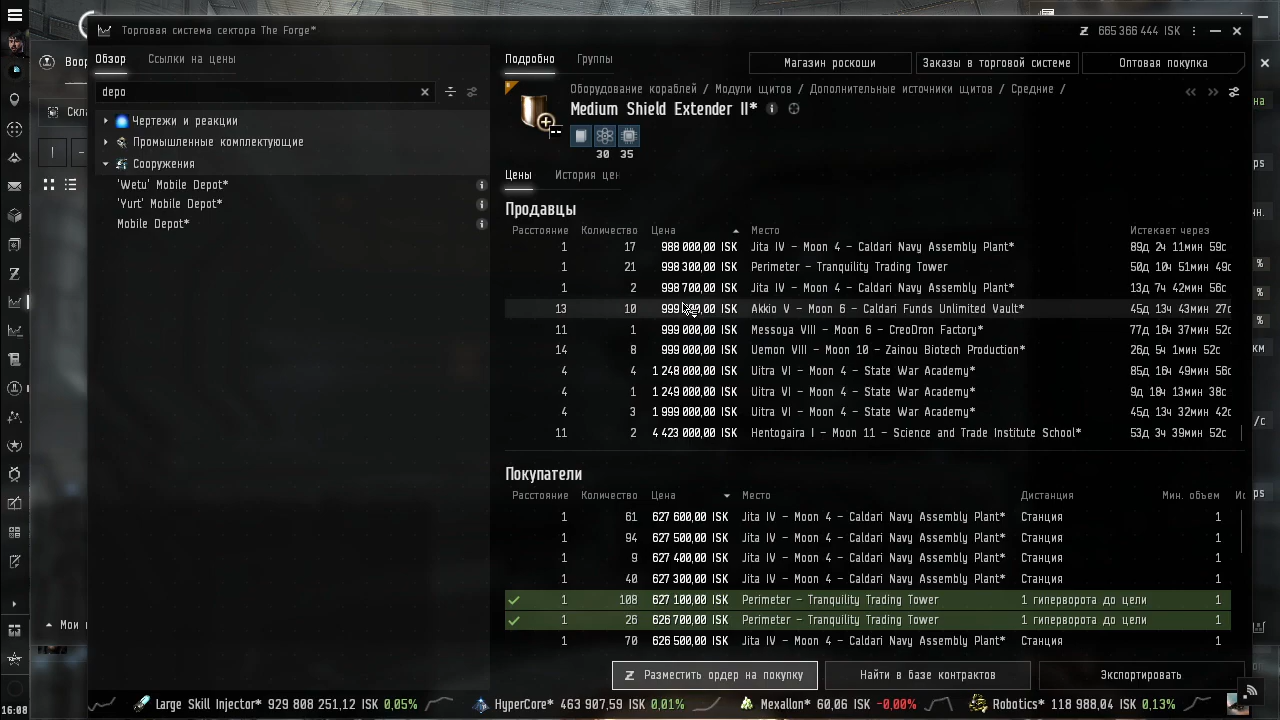 Торговая система сектора The Forge*
665 366 444 ISK
Обзор
Ссылки на цены
depo
Чертежи и реакции
Промышленные комплектующие
Сооружения
'Wetu' Mobile Depot*
'Yurt' Mobile Depot*
Mobile Depot*
Подробно
Группы
Магазин роскоши
Заказы в торговой системе
Оптовая покупка
Оборудование кораблей / Модули щитов / Дополнительные источники щитов / Средние /
Medium Shield Extender II*
30 35
Цены
История цен
Продавцы
Расстояние Количество Цена Место Истекает через
1 17 988 000,00 ISK Jita IV – Moon 4 – Caldari Navy Assembly Plant* 89д 2ч 11мин 59с
1 21 998 300,00 ISK Perimeter – Tranquility Trading Tower 50д 10ч 51мин 49с
1 2 998 700,00 ISK Jita IV – Moon 4 – Caldari Navy Assembly Plant* 13д 7ч 42мин 56с
13 10 ISK Akkio V – Moon 6 – Caldari Funds Unlimited Vault* 45д 13ч 43мин 27с
11 1 999 000,00 ISK Messoya VIII – Moon 6 – CreoDron Factory* 77д 16ч 37мин 52с
14 8 999 000,00 ISK Uemon VIII – Moon 10 – Zainou Biotech Production* 26д 5ч 1мин 52с
4 4 1 248 000,00 ISK Uitra VI – Moon 4 – State War Academy* 85д 16ч 49мин 56с
4 1 1 249 000,00 ISK Uitra VI – Moon 4 – State War Academy* 9д 18ч 13мин 38с
4 3 1 999 000,00 ISK Uitra VI – Moon 4 – State War Academy* 45д 13ч 32мин 42с
11 2 4 423 000,00 ISK Hentogaira I – Moon 11 – Science and Trade Institute School* 53д 3ч 39мин 52с
Покупатели
Расстояние Количество Цена Место Дистанция Мин. объем Ис
1 61 627 600,00 ISK Jita IV – Moon 4 – Caldari Navy Assembly Plant* Станция 1
1 94 627 500,00 ISK Jita IV – Moon 4 – Caldari Navy Assembly Plant* Станция 1
1 9 627 400,00 ISK Jita IV – Moon 4 – Caldari Navy Assembly Plant* Станция 1
1 40 627 300,00 ISK Jita IV – Moon 4 – Caldari Navy Assembly Plant* Станция 1
1 108 627 100,00 ISK Perimeter – Tranquility Trading Tower 1 гиперворота до цели 1
1 26 626 700,00 ISK Perimeter – Tranquility Trading Tower 1 гиперворота до цели 1
1 70 626 500,00 ISK Jita IV – Moon 4 – Caldari Navy Assembly Plant* Станция 1
Разместить ордер на покупку
Найти в базе контрактов
Экспортировать
Мои
16:08
Large Skill Injector* 929 808 251,12 ISK 0,05%
HyperCore* 463 907,59 ISK 0,01%
Mexallon* 60,06 ISK -0,00%
Robotics* 118 988,04 ISK 0,13%